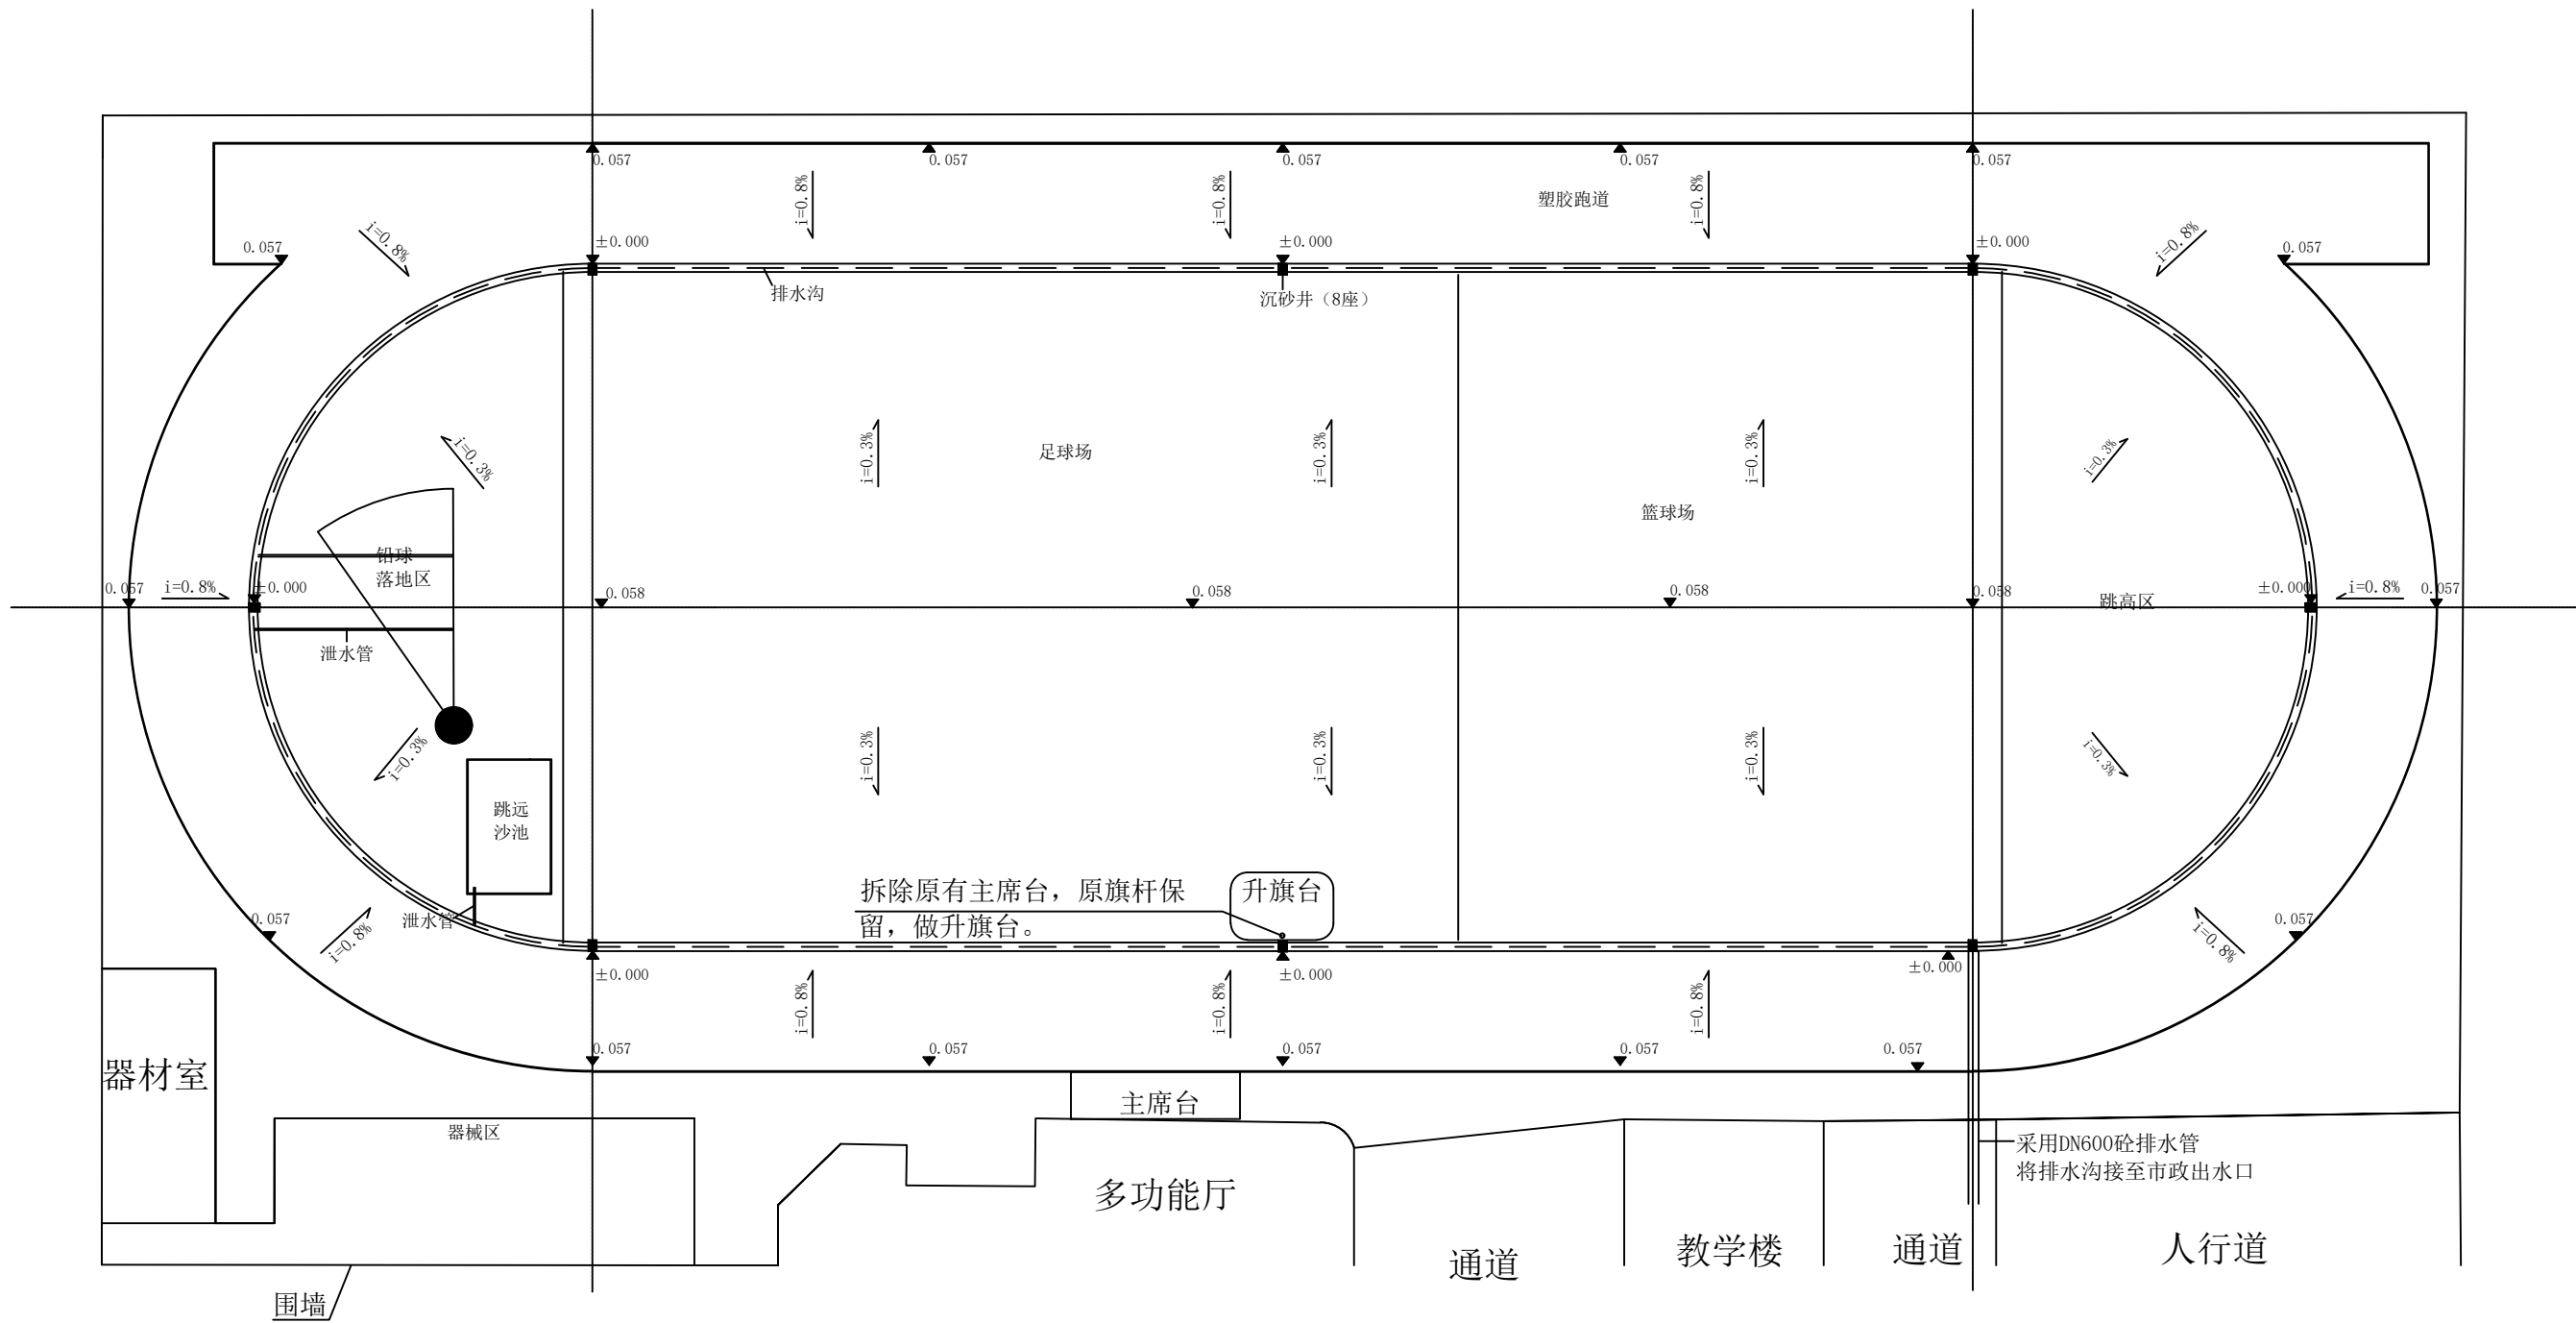 0.057
0.057
0.057
0.057
0.057
i=0.8%
i=0.8%
i=0.8%
塑胶跑道
i=0.8%
i=0.8%
0.057
±0.000
±0.000
±0.000
0.057
排水沟
沉砂井（8座）
i=0.3%
i=0.3%
i=0.3%
i=0.3%
i=0.3%
足球场
篮球场
铅球
落地区
0.057
i=0.8%
±0.000
0.058
0.058
0.058
0.058
跳高区
±0.000
i=0.8%
0.057
泄水管
i=0.3%
i=0.3%
i=0.3%
i=0.3%
i=0.3%
跳远
沙池
拆除原有主席台，原旗杆保
留，做升旗台。
升旗台
0.057
泄水管
0.057
i=0.8%
i=0.8%
±0.000
±0.000
±0.000
i=0.8%
i=0.8%
i=0.8%
0.057
0.057
0.057
0.057
0.057
器材室
主席台
器械区
采用DN600砼排水管
将排水沟接至市政出水口
多功能厅
通道
教学楼
通道
人行道
围墙